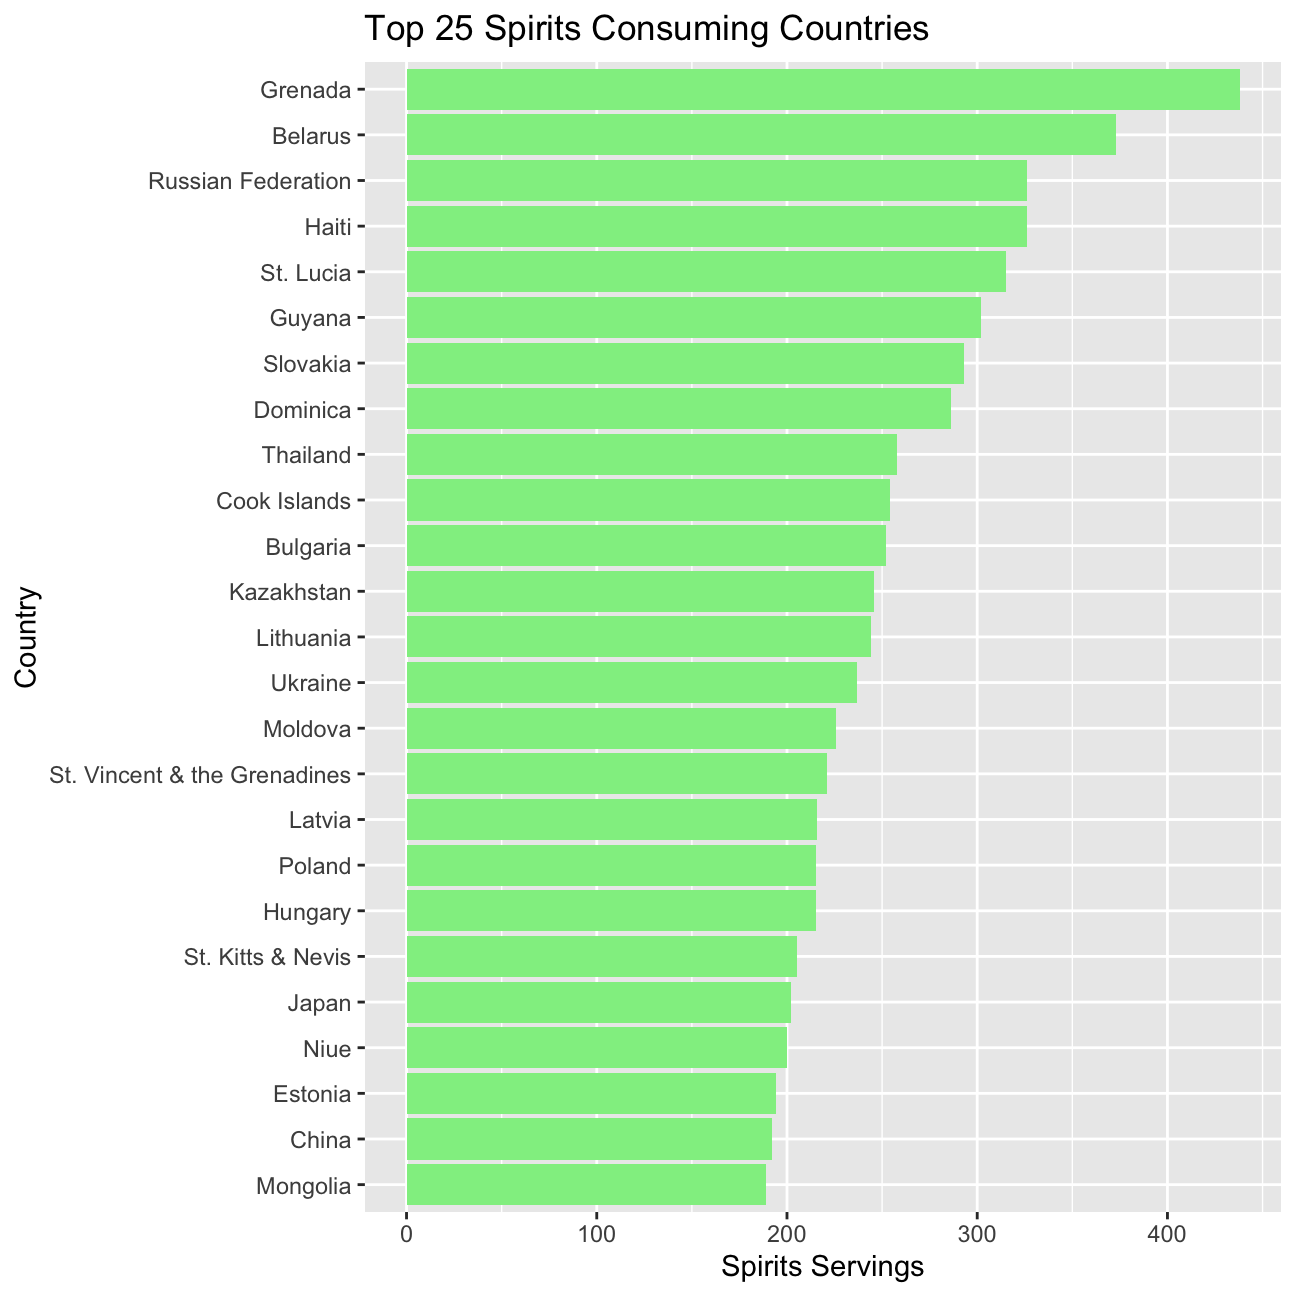 Top 25 Spirits Consuming Countries
Grenada
Belarus
Russian Federation
Haiti
St. Lucia
Guyana
Slovakia
Dominica
Thailand
Cook Islands
Bulgaria
Kazakhstan
Lithuania
Ukraine
Moldova
St. Vincent & the Grenadines
Latvia
Poland
Hungary
St. Kitts & Nevis
Japan
Niue
Estonia
China
Mongolia
Country
0 100 200 300 400
Spirits Servings